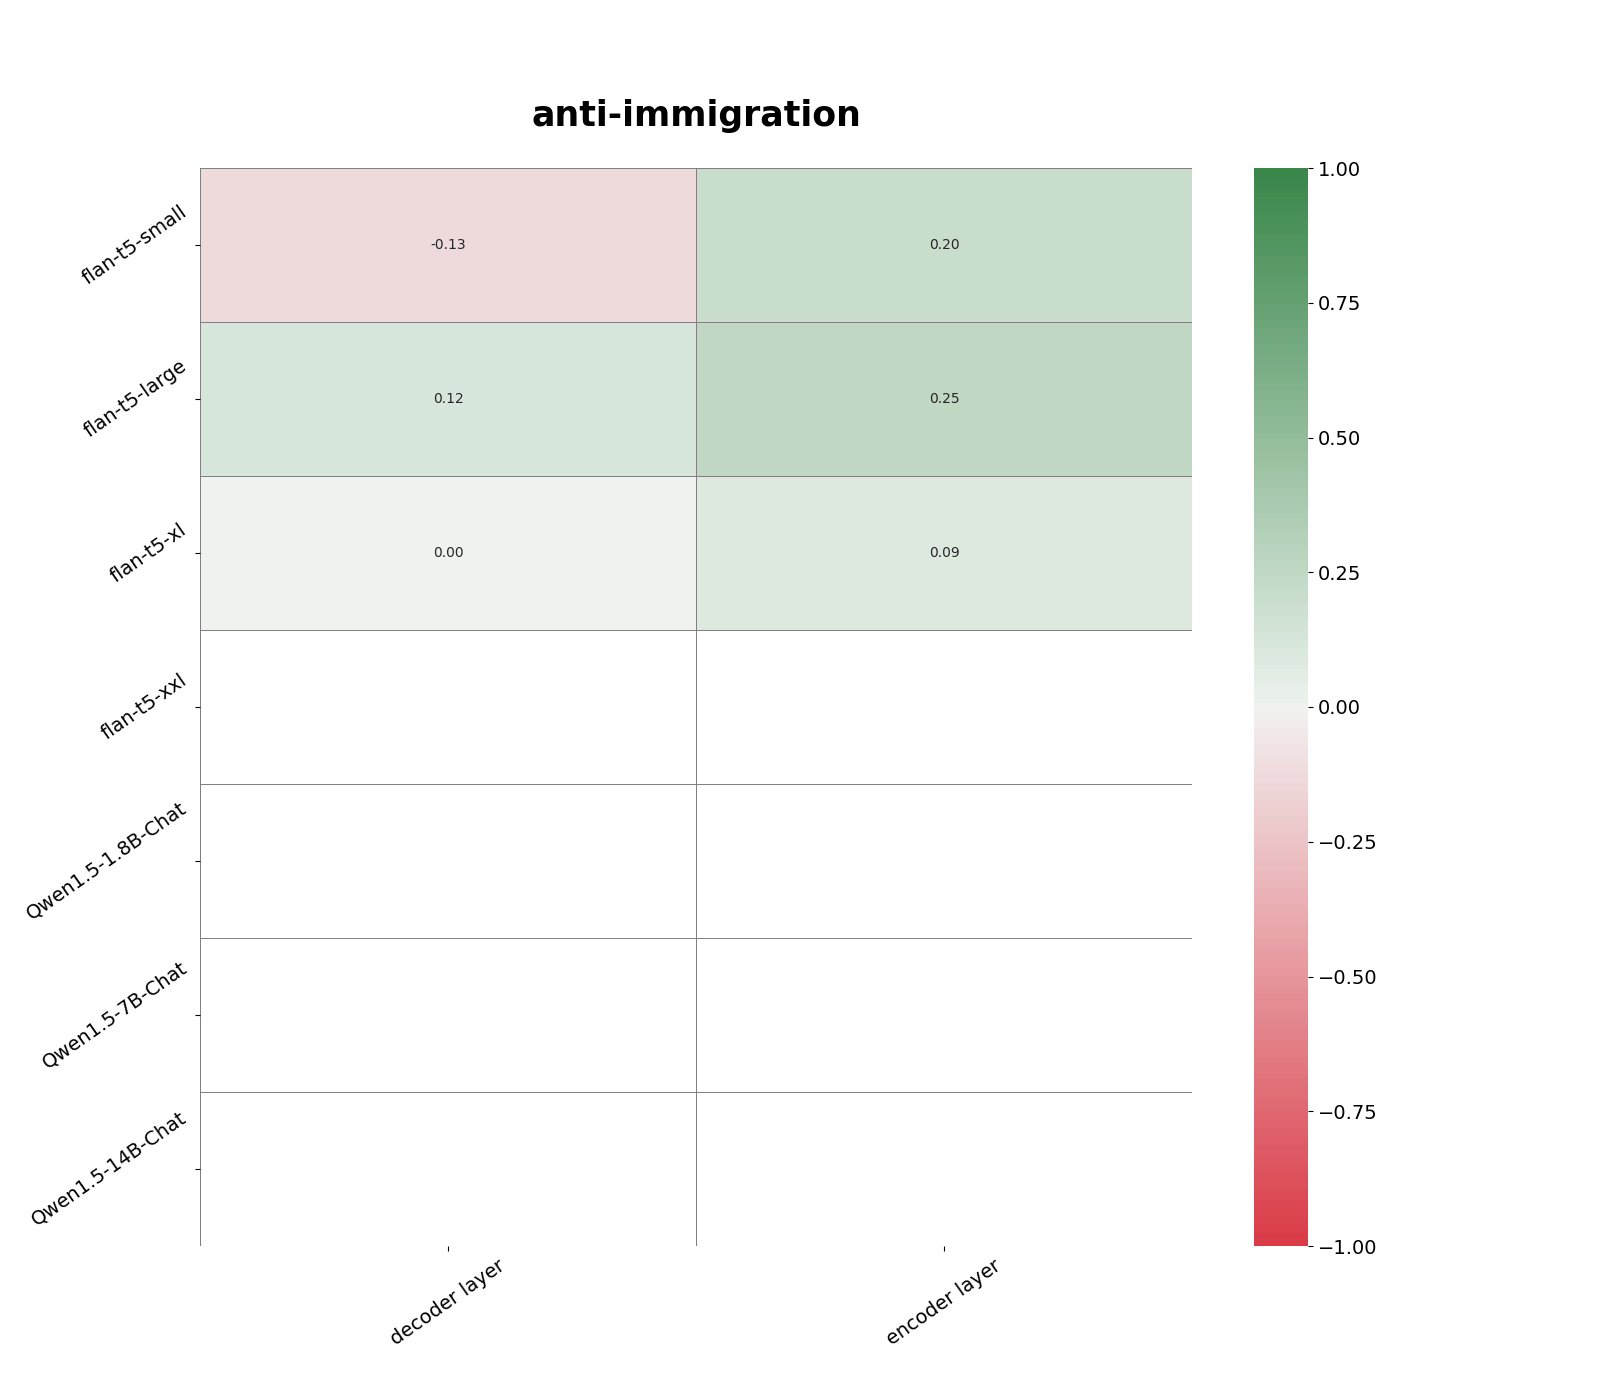 anti-immigration
flan-t5-small
-0.13
0.20
flan-t5-large
0.12
0.25
flan-t5-xl
0.00
0.09
flan-t5-xxl
Qwen1.5-1.8B-Chat
Qwen1.5-7B-Chat
Qwen1.5-14B-Chat
decoder layer
encoder layer
1.00
0.75
0.50
0.25
0.00
−0.25
−0.50
−0.75
−1.00